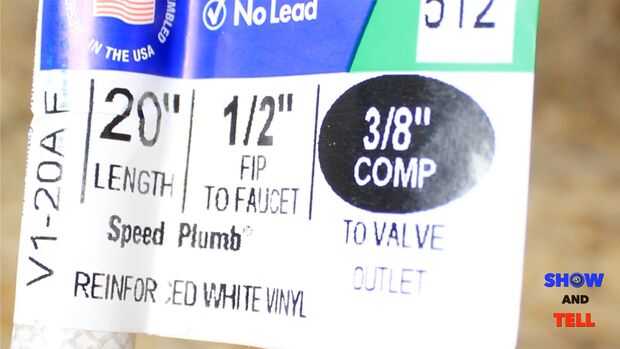 MBLED
IN THE USA
No Lead
512
20" 1/2" 3/8"
LENGTH FIP COMP
TO FAUCET TO VALVE
OUTLET
Speed Plumb®
REINFORCED WHITE VINYL
V1-20A F
SHOW
AND
TELL